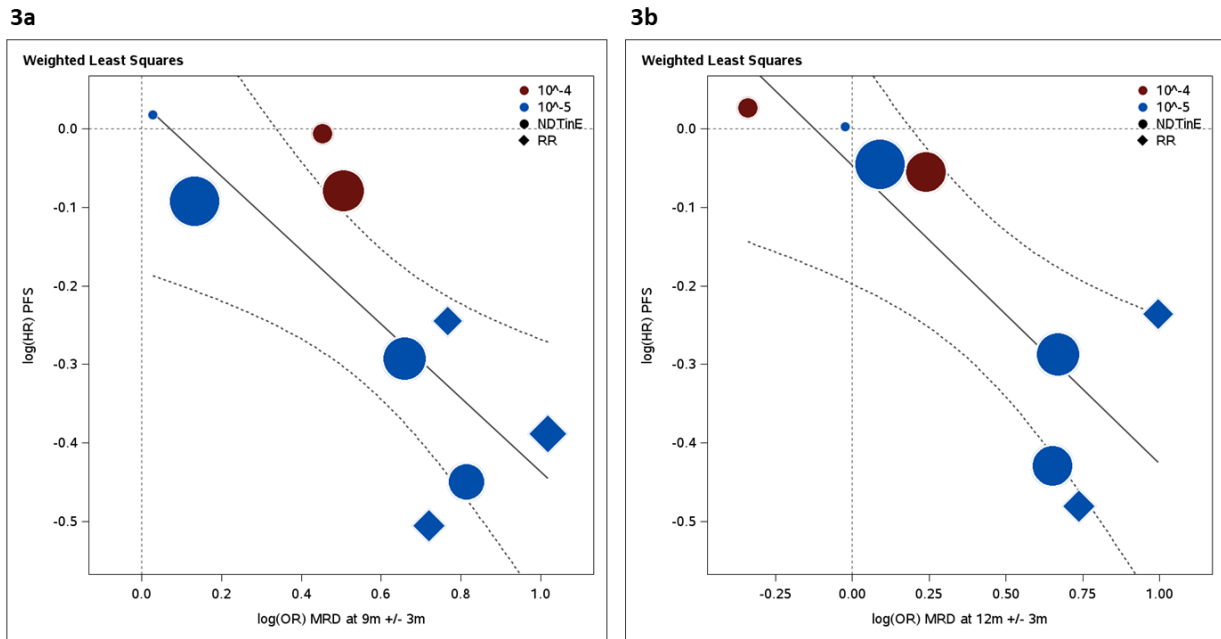 3a
Weighted Least Squares
10^-4
10^-5
NDTinE
RR
0.0
-0.1
-0.2
-0.3
-0.4
-0.5
log(HR) PFS
0.0 0.2 0.4 0.6 0.8 1.0
log(OR) MRD at 9m +/- 3m
3b
Weighted Least Squares
10^-4
10^-5
NDTinE
RR
0.0
-0.1
-0.2
-0.3
-0.4
-0.5
log(HR) PFS
-0.25 0.00 0.25 0.50 0.75 1.00
log(OR) MRD at 12m +/- 3m